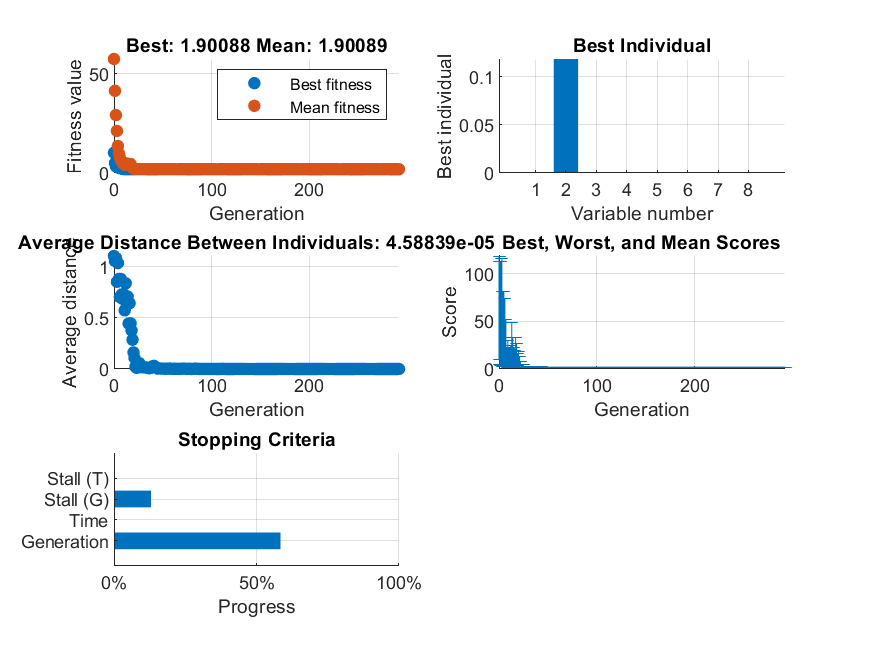 Best: 1.90088 Mean: 1.90089
Fitness value
50
0
Best fitness
Mean fitness
0 100 200
Generation
Best Individual
Best individual
0.1
0.05
0
1 2 3 4 5 6 7 8
Variable number
Average Distance Between Individuals: 4.58839e-05
Average distance
1
0.5
0
0 100 200
Generation
Best, Worst, and Mean Scores
Score
100
50
0
0 100 200
Generation
Stopping Criteria
Stall (T)
Stall (G)
Time
Generation
0% 50% 100%
Progress